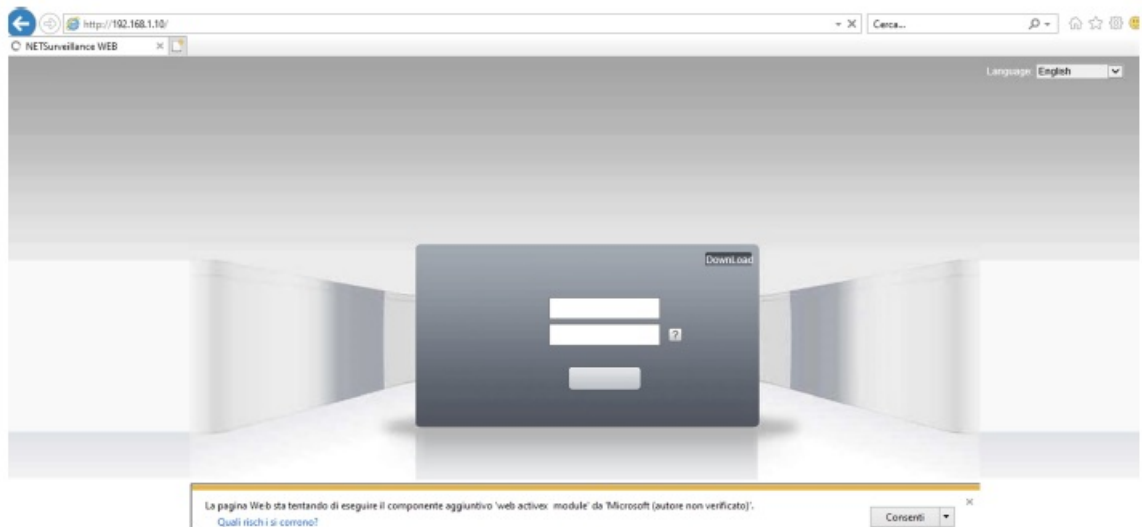 http://192.168.1.10/
Cerca...
NETSurveillance WEB
Language: English
DownLoad
?
La pagina Web sta tentando di eseguire il componente aggiuntivo 'web activex module' da 'Microsoft (autore non verificato)'.
Quali rischi si corrono?
Consenti